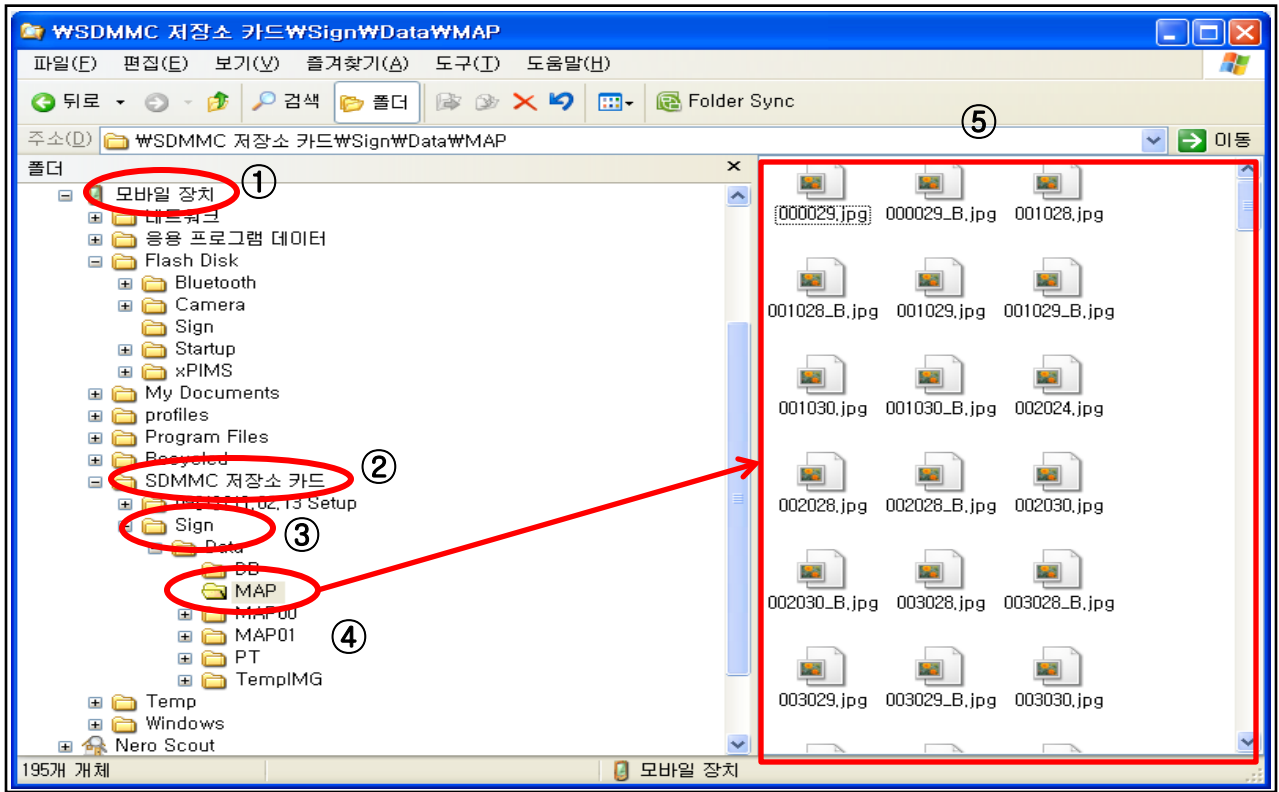 ₩SDMMC 저장소 카드₩Sign₩Data₩MAP
파일(F) 편집(E) 보기(V) 즐겨찾기(A) 도구(T) 도움말(H)
뒤로 검색 폴더 Folder Sync
주소(D) ₩SDMMC 저장소 카드₩Sign₩Data₩MAP 이동
⑤
폴더
모바일 장치 ①
네트워크
응용 프로그램 데이터
Flash Disk
Bluetooth
Camera
Sign
Startup
xPIMS
My Documents
profiles
Program Files
Recycled
SDMMC 저장소 카드 ②
02,13 Setup
Sign ③
Data
DB
MAP
MAP00
MAP01 ④
PT
TempIMG
Temp
Windows
Nero Scout
000029.jpg 000029_B.jpg 001028.jpg
001028_B.jpg 001029.jpg 001029_B.jpg
001030.jpg 001030_B.jpg 002024.jpg
002028.jpg 002028_B.jpg 002030.jpg
002030_B.jpg 003028.jpg 003028_B.jpg
003029.jpg 003029_B.jpg 003030.jpg
195개 개체 모바일 장치